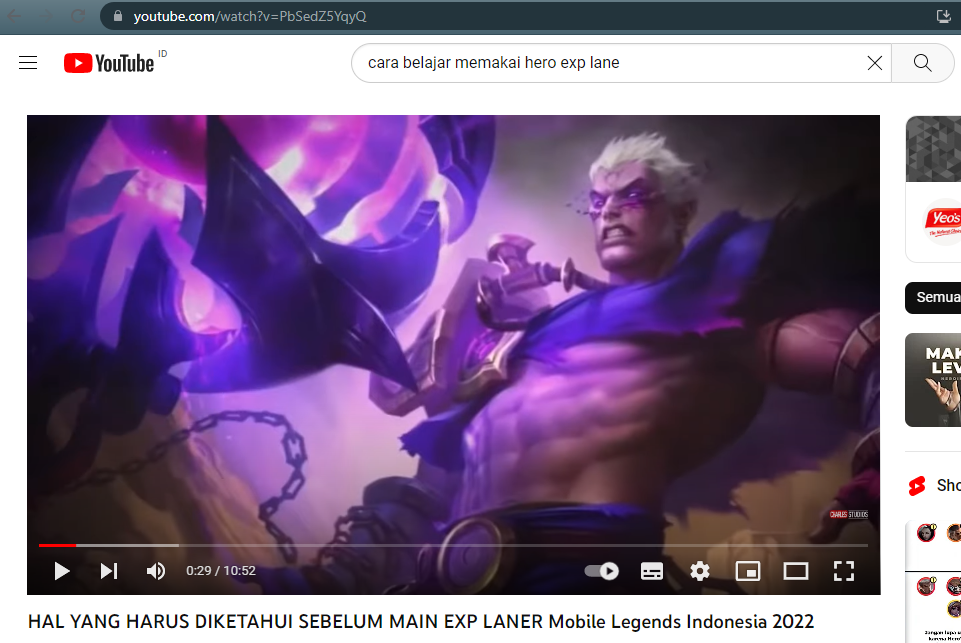 youtube.com/watch?v=PbSedZ5YqyQ
YouTube ID
cara belajar memakai hero exp lane
Yeo's
Semua
MAK
LEV
Sho
CHARLES STUDIOS
0:29 / 10:52
HAL YANG HARUS DIKETAHUI SEBELUM MAIN EXP LANER Mobile Legends Indonesia 2022